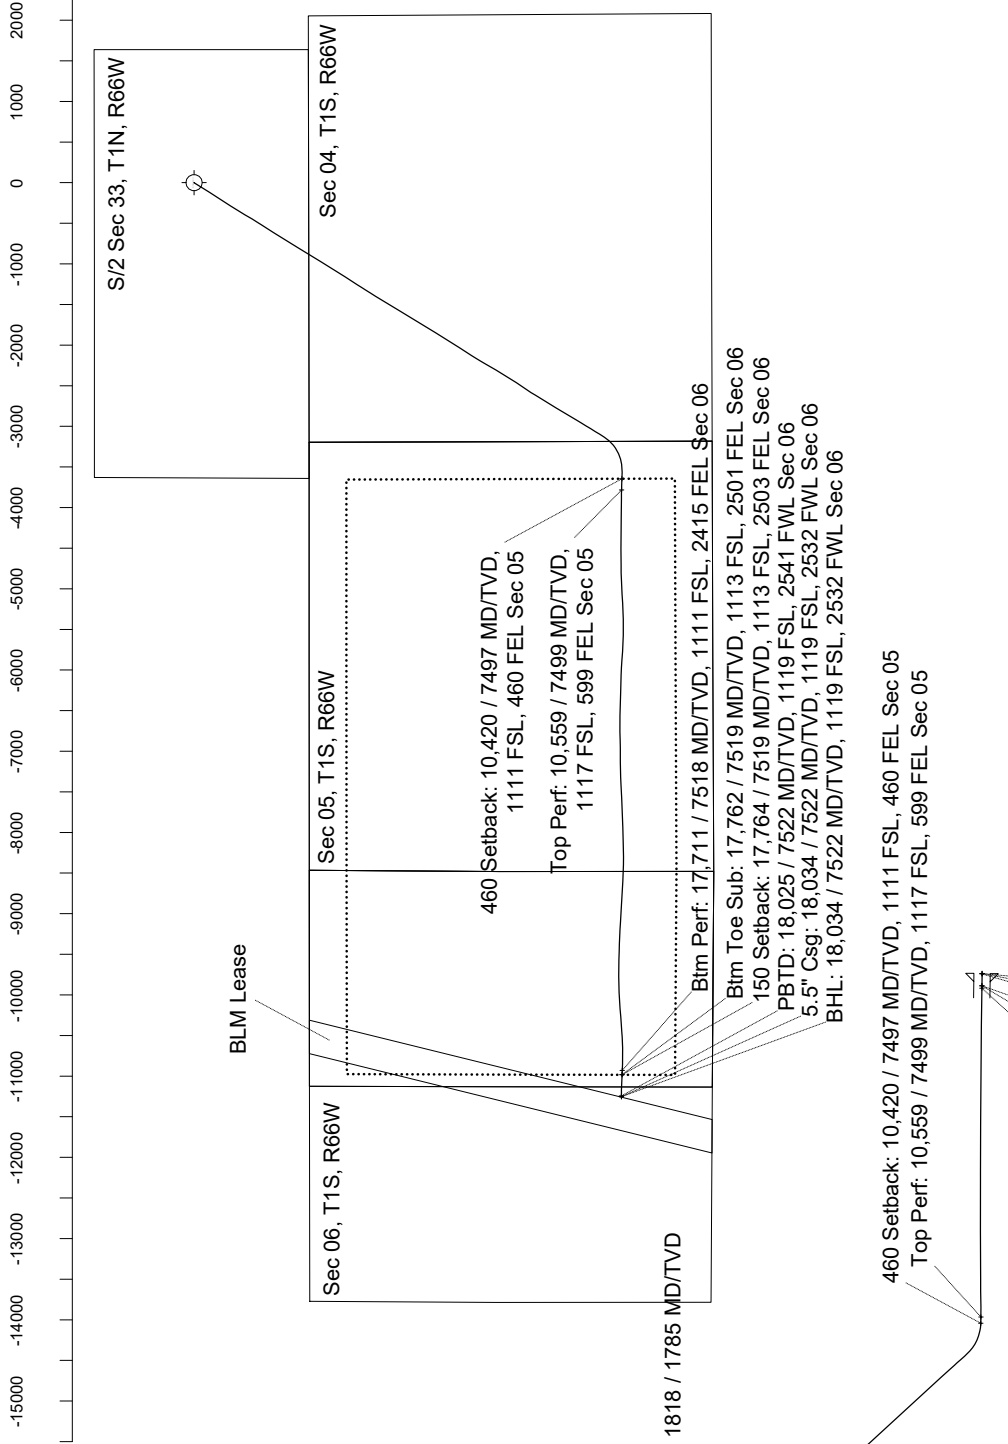 2000
1000
0
-1000
-2000
-3000
-4000
-5000
-6000
-7000
-8000
-9000
-10000
-11000
-12000
-13000
-14000
-15000
S/2 Sec 33, T1N, R66W
Sec 04, T1S, R66W
Sec 05, T1S, R66W
Sec 06, T1S, R66W
BLM Lease
460 Setback: 10,420 / 7497 MD/TVD,
1111 FSL, 460 FEL Sec 05
Top Perf: 10,559 / 7499 MD/TVD,
1117 FSL, 599 FEL Sec 05
Btm Perf: 17,711 / 7518 MD/TVD, 1111 FSL, 2415 FEL Sec 06
Btm Toe Sub: 17,762 / 7519 MD/TVD, 1113 FSL, 2501 FEL Sec 06
150 Setback: 17,764 / 7519 MD/TVD, 1113 FSL, 2503 FEL Sec 06
PBTD: 18,025 / 7522 MD/TVD, 1119 FSL, 2541 FWL Sec 06
5.5" Csg: 18,034 / 7522 MD/TVD, 1119 FSL, 2532 FWL Sec 06
BHL: 18,034 / 7522 MD/TVD, 1119 FSL, 2532 FWL Sec 06
1818 / 1785 MD/TVD
460 Setback: 10,420 / 7497 MD/TVD, 1111 FSL, 460 FEL Sec 05
Top Perf: 10,559 / 7499 MD/TVD, 1117 FSL, 599 FEL Sec 05